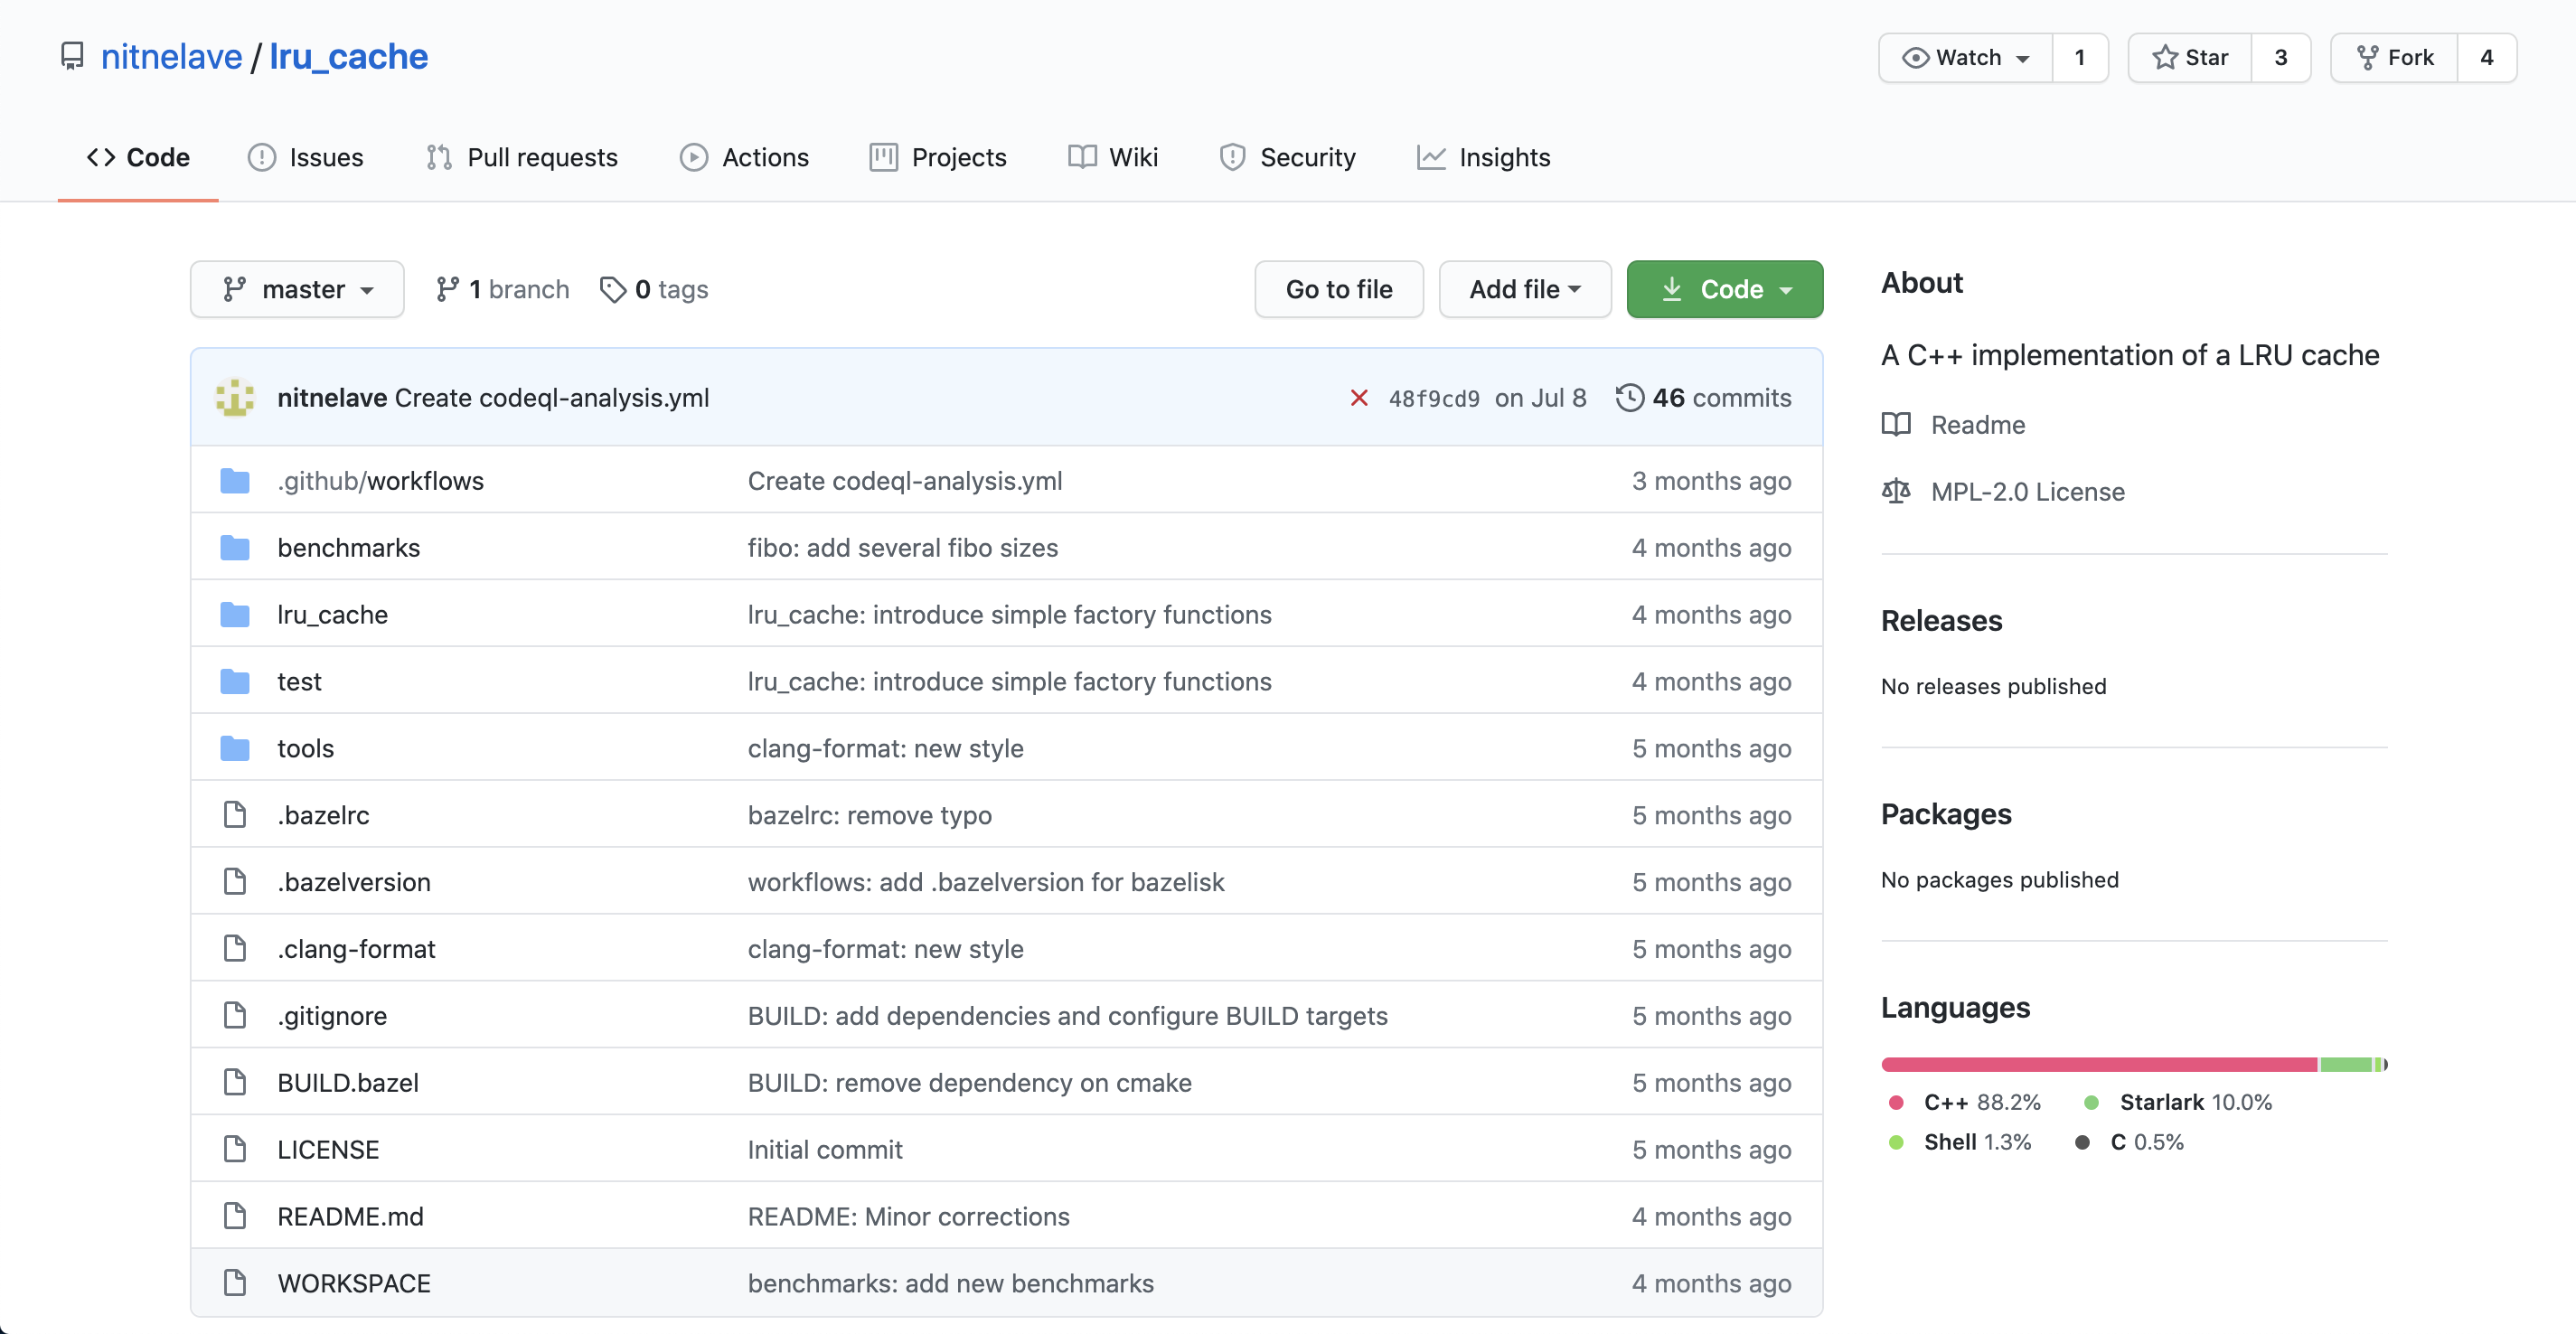 nitnelave / lru_cache
Watch 1 Star 3 Fork 4
Code Issues Pull requests Actions Projects Wiki Security Insights
master 1 branch 0 tags Go to file Add file Code
nitnelave Create codeql-analysis.yml 48f9cd9 on Jul 8 46 commits
.github/workflows Create codeql-analysis.yml 3 months ago
benchmarks fibo: add several fibo sizes 4 months ago
lru_cache lru_cache: introduce simple factory functions 4 months ago
test lru_cache: introduce simple factory functions 4 months ago
tools clang-format: new style 5 months ago
.bazelrc bazelrc: remove typo 5 months ago
.bazelversion workflows: add .bazelversion for bazelisk 5 months ago
.clang-format clang-format: new style 5 months ago
.gitignore BUILD: add dependencies and configure BUILD targets 5 months ago
BUILD.bazel BUILD: remove dependency on cmake 5 months ago
LICENSE Initial commit 5 months ago
README.md README: Minor corrections 4 months ago
WORKSPACE benchmarks: add new benchmarks 4 months ago
About
A C++ implementation of a LRU cache
Readme
MPL-2.0 License
Releases
No releases published
Packages
No packages published
Languages
C++ 88.2% Starlark 10.0%
Shell 1.3% C 0.5%